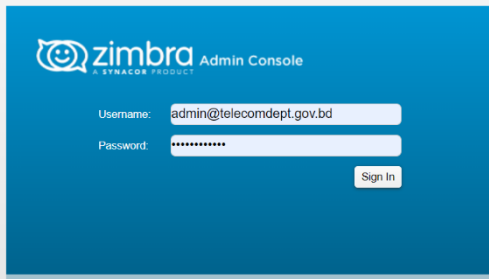 zimbra Admin Console
A SYNACOR PRODUCT
Username: admin@telecomdept.gov.bd
Password: ••••••••••••
Sign In